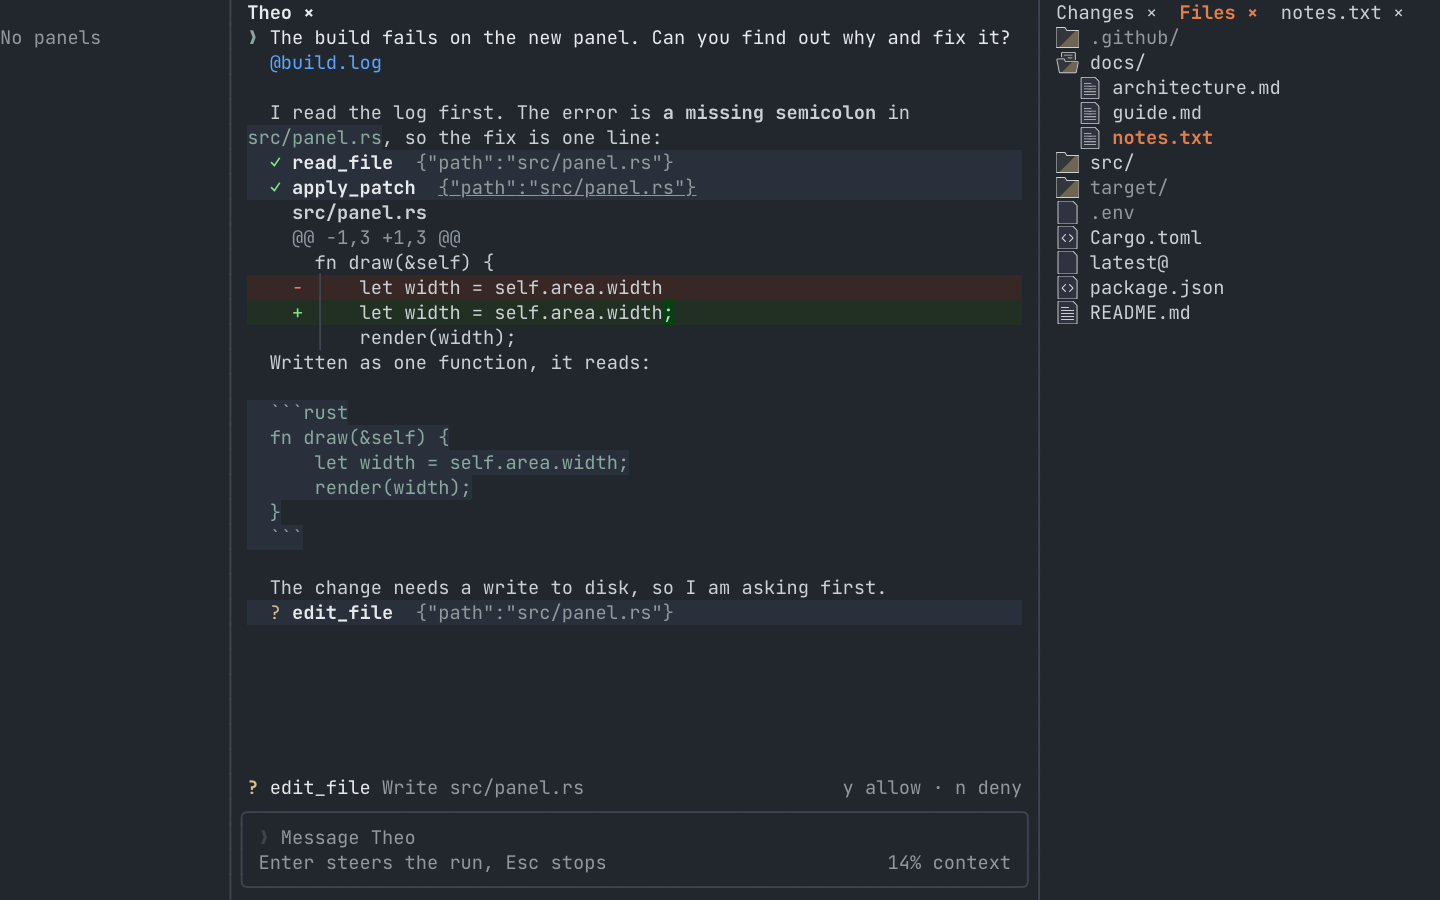 No panels
Theo ×
❯ The build fails on the new panel. Can you find out why and fix it?
@build.log
I read the log first. The error is a missing semicolon in
src/panel.rs, so the fix is one line:
✓ read_file {"path":"src/panel.rs"}
✓ apply_patch {"path":"src/panel.rs"}
src/panel.rs
@@ -1,3 +1,3 @@
fn draw(&self) {
- let width = self.area.width
+ let width = self.area.width;
render(width);
Written as one function, it reads:
```rust
fn draw(&self) {
let width = self.area.width;
render(width);
}
```
The change needs a write to disk, so I am asking first.
? edit_file {"path":"src/panel.rs"}
? edit_file Write src/panel.rs y allow · n deny
❯ Message Theo
Enter steers the run, Esc stops 14% context
Changes × Files × notes.txt ×
.github/
docs/
architecture.md
guide.md
notes.txt
src/
target/
.env
Cargo.toml
latest@
package.json
README.md